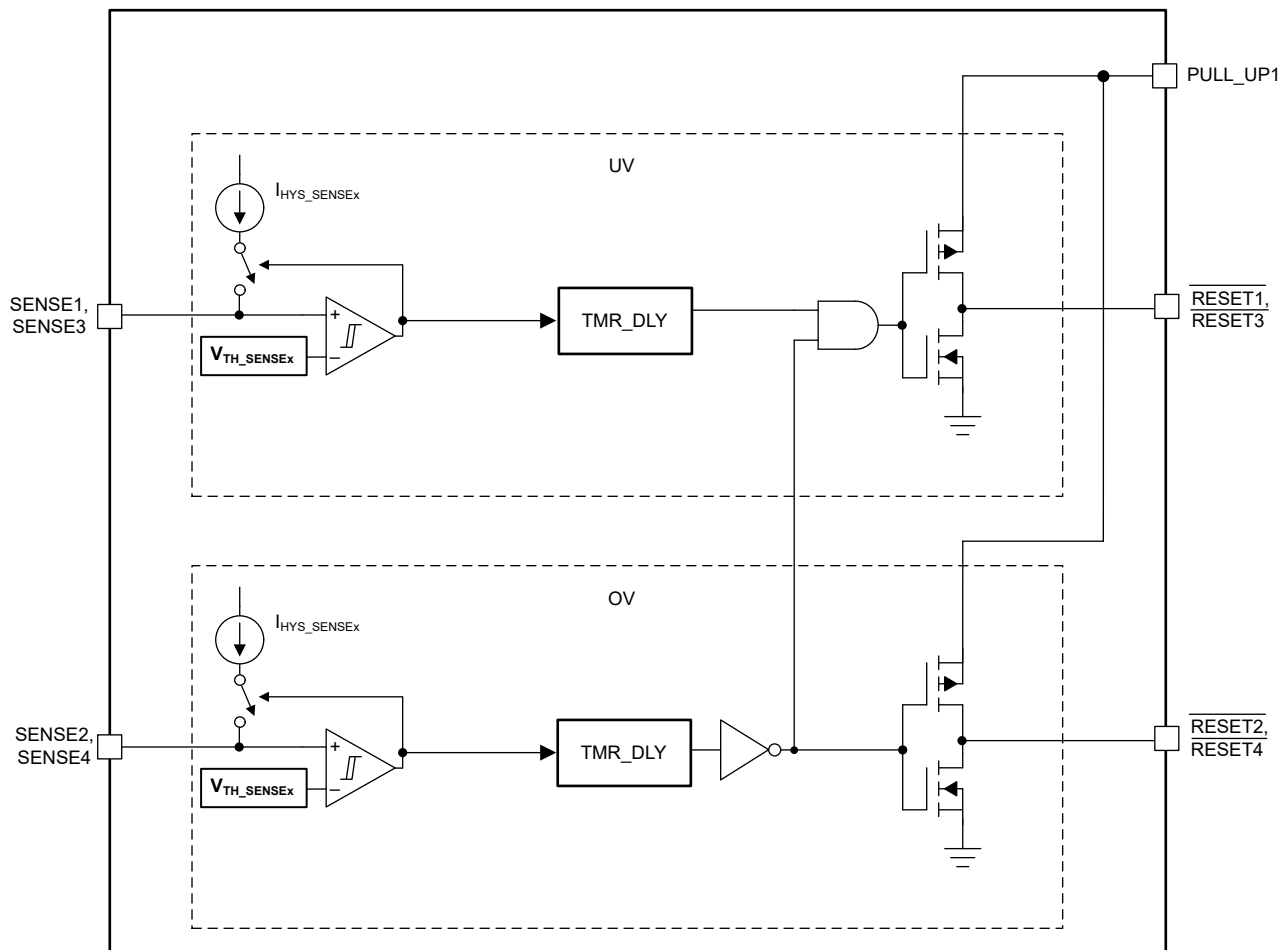 PULL_UP1
UV
I_HYS_SENSEx
SENSE1,
SENSE3
+
−
V_TH_SENSEx
TMR_DLY
RESET1,
RESET3
OV
I_HYS_SENSEx
SENSE2,
SENSE4
+
−
V_TH_SENSEx
TMR_DLY
RESET2,
RESET4